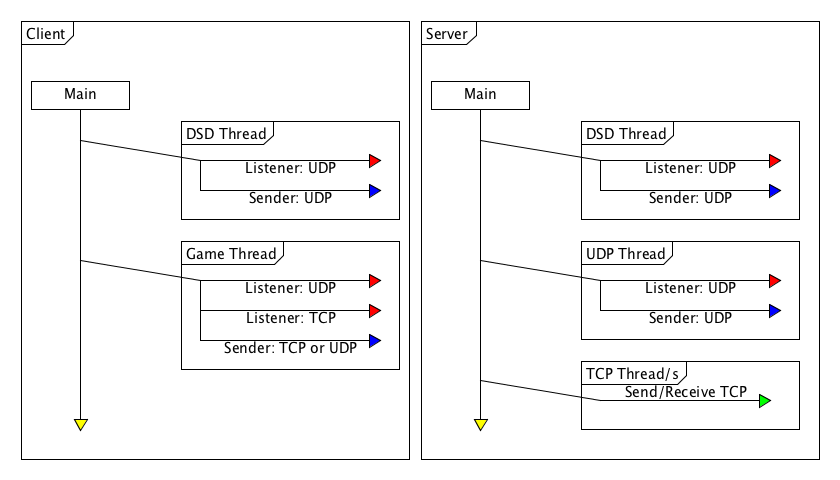 Client
Main
DSD Thread
Listener: UDP
Sender: UDP
Game Thread
Listener: UDP
Listener: TCP
Sender: TCP or UDP
Server
Main
DSD Thread
Listener: UDP
Sender: UDP
UDP Thread
Listener: UDP
Sender: UDP
TCP Thread/s
Send/Receive TCP